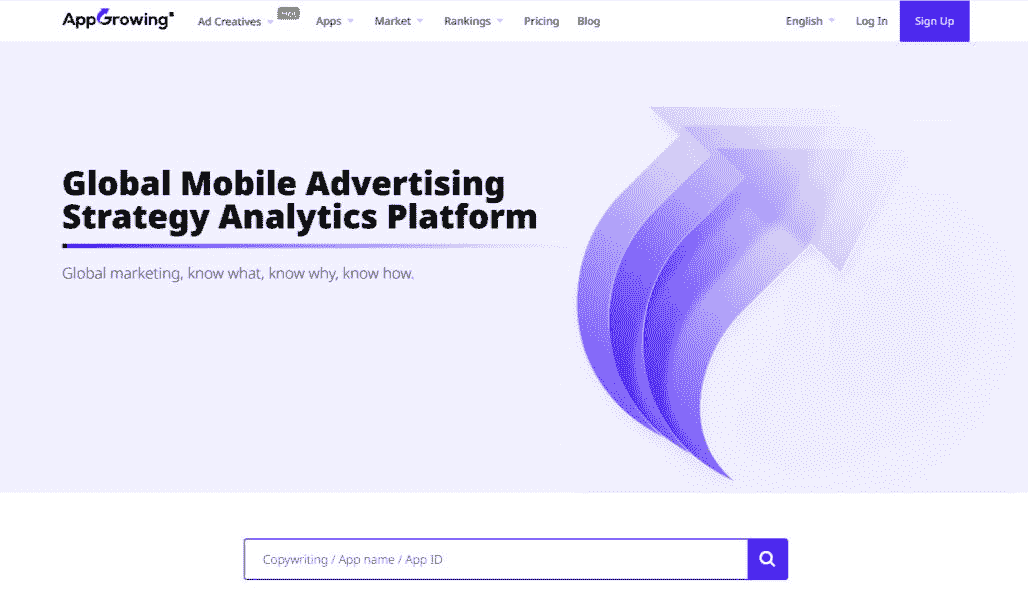 AppGrowing
Ad Creatives
Apps
Market
Rankings
Pricing
Blog
English
Log In
Sign Up
Global Mobile Advertising
Strategy Analytics Platform
Global marketing, know what, know why, know how.
Copywriting / App name / App ID